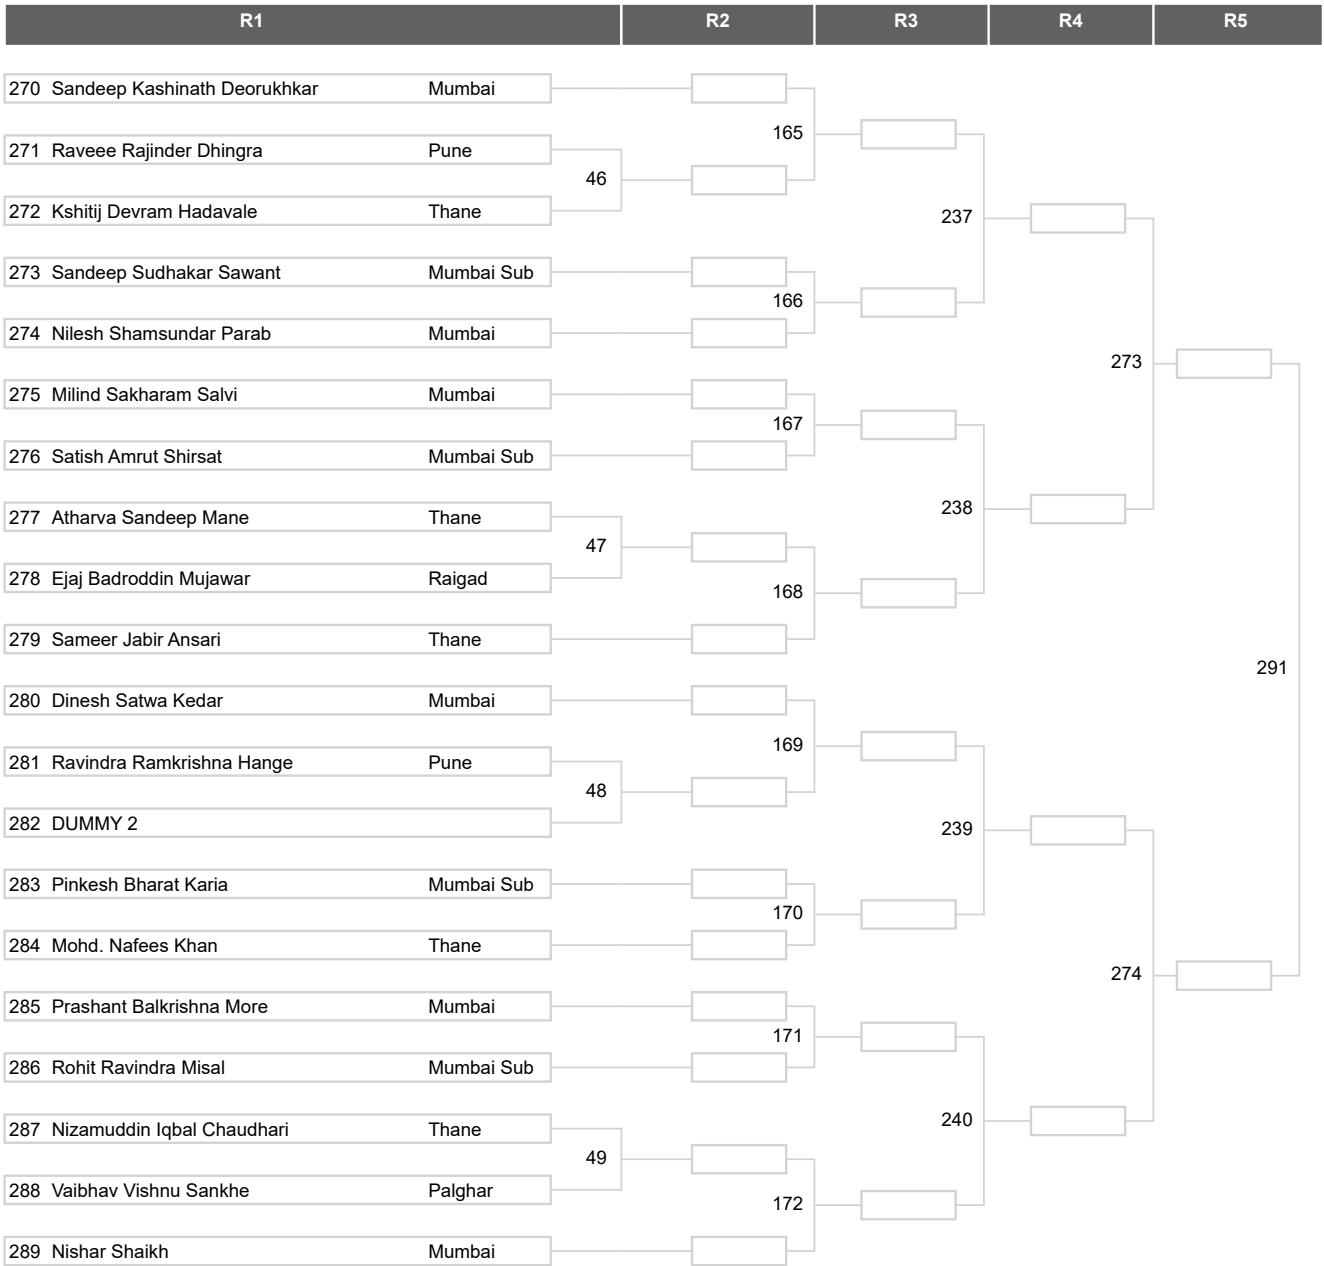 R1 R2 R3 R4 R5
270 Sandeep Kashinath Deorukhkar Mumbai
165
271 Raveee Rajinder Dhingra Pune
46
272 Kshitij Devram Hadavale Thane
237
273 Sandeep Sudhakar Sawant Mumbai Sub
166
274 Nilesh Shamsundar Parab Mumbai
273
275 Milind Sakharam Salvi Mumbai
167
276 Satish Amrut Shirsat Mumbai Sub
238
277 Atharva Sandeep Mane Thane
47
278 Ejaj Badroddin Mujawar Raigad
168
279 Sameer Jabir Ansari Thane
291
280 Dinesh Satwa Kedar Mumbai
169
281 Ravindra Ramkrishna Hange Pune
48
282 DUMMY 2
239
283 Pinkesh Bharat Karia Mumbai Sub
170
284 Mohd. Nafees Khan Thane
274
285 Prashant Balkrishna More Mumbai
171
286 Rohit Ravindra Misal Mumbai Sub
240
287 Nizamuddin Iqbal Chaudhari Thane
49
288 Vaibhav Vishnu Sankhe Palghar
172
289 Nishar Shaikh Mumbai